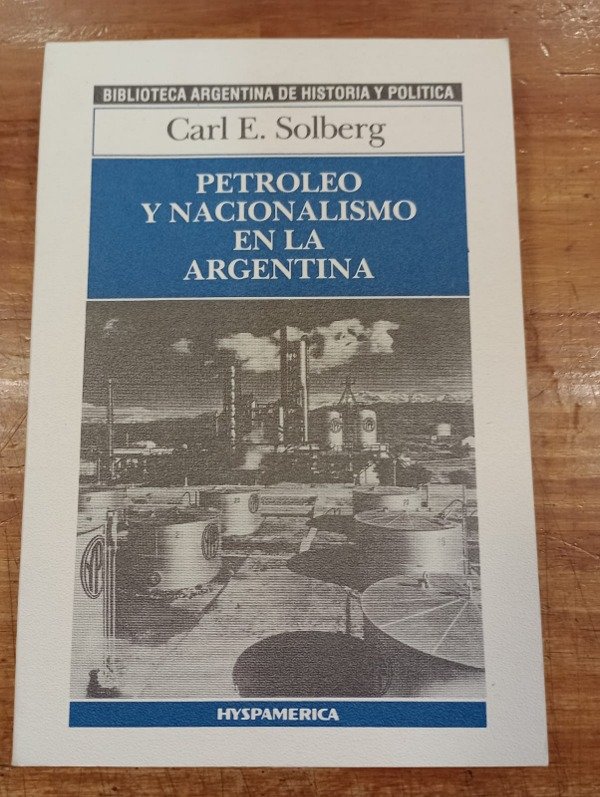 BIBLIOTECA ARGENTINA DE HISTORIA Y POLITICA
Carl E. Solberg
PETROLEO
Y NACIONALISMO
EN LA
ARGENTINA
HYSPAMERICA